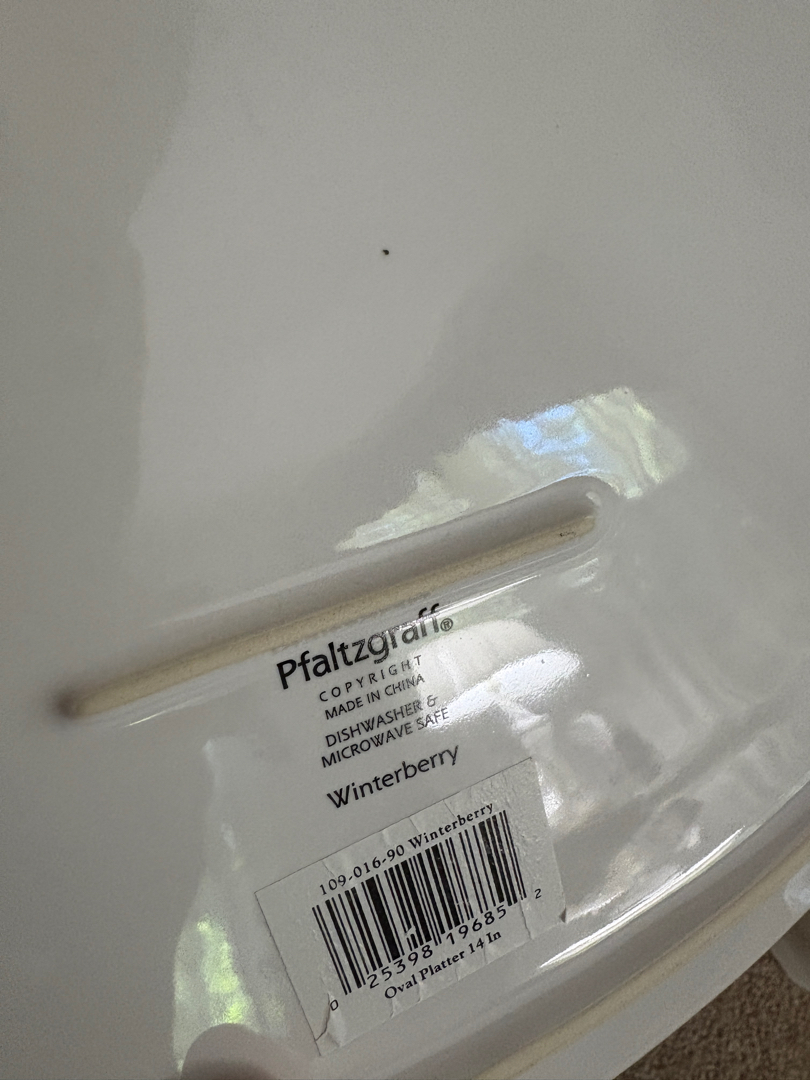 Pfaltzgraff®
COPYRIGHT
MADE IN CHINA
DISHWASHER &
MICROWAVE SAFE
Winterberry
109-016-90 Winterberry
0 25398 19685 2
Oval Platter 14 In